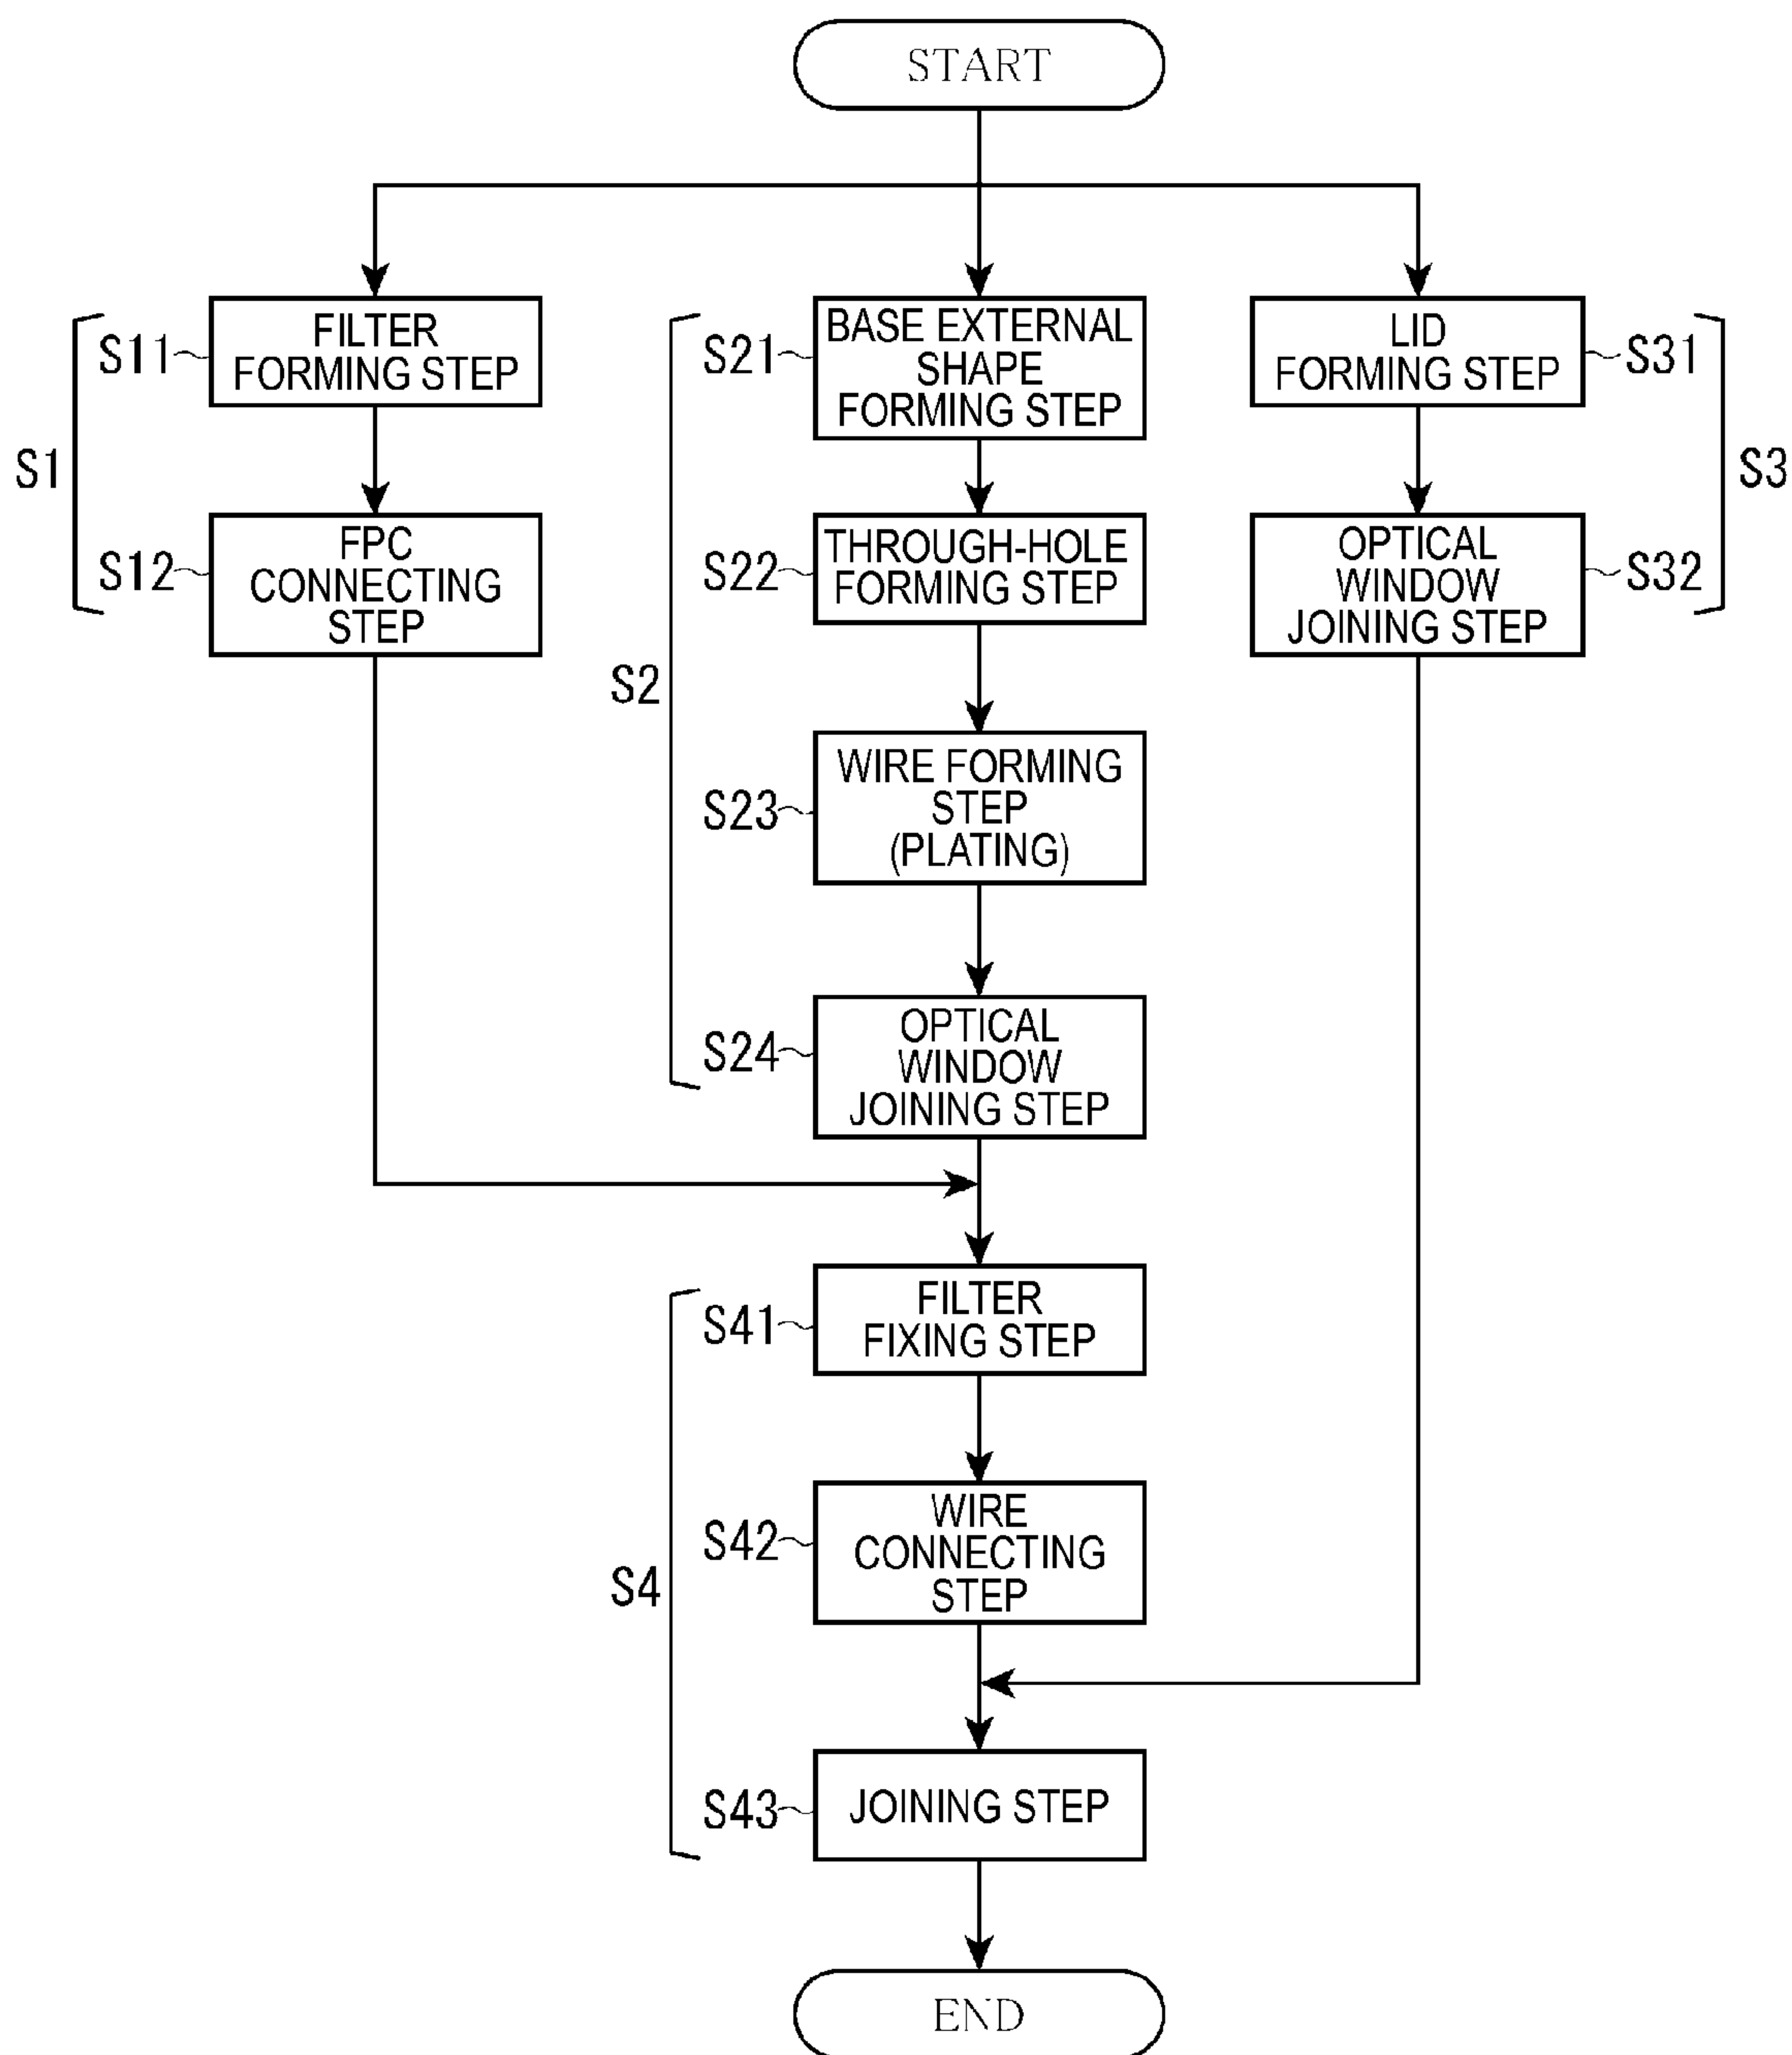 START
S1
S11
FILTER
FORMING STEP
S12
FPC
CONNECTING
STEP
S2
S21
BASE EXTERNAL
SHAPE
FORMING STEP
S22
THROUGH-HOLE
FORMING STEP
S23
WIRE FORMING
STEP
(PLATING)
S24
OPTICAL
WINDOW
JOINING STEP
LID
FORMING STEP
S31
OPTICAL
WINDOW
JOINING STEP
S32
S3
S4
S41
FILTER
FIXING STEP
S42
WIRE
CONNECTING
STEP
S43
JOINING STEP
END